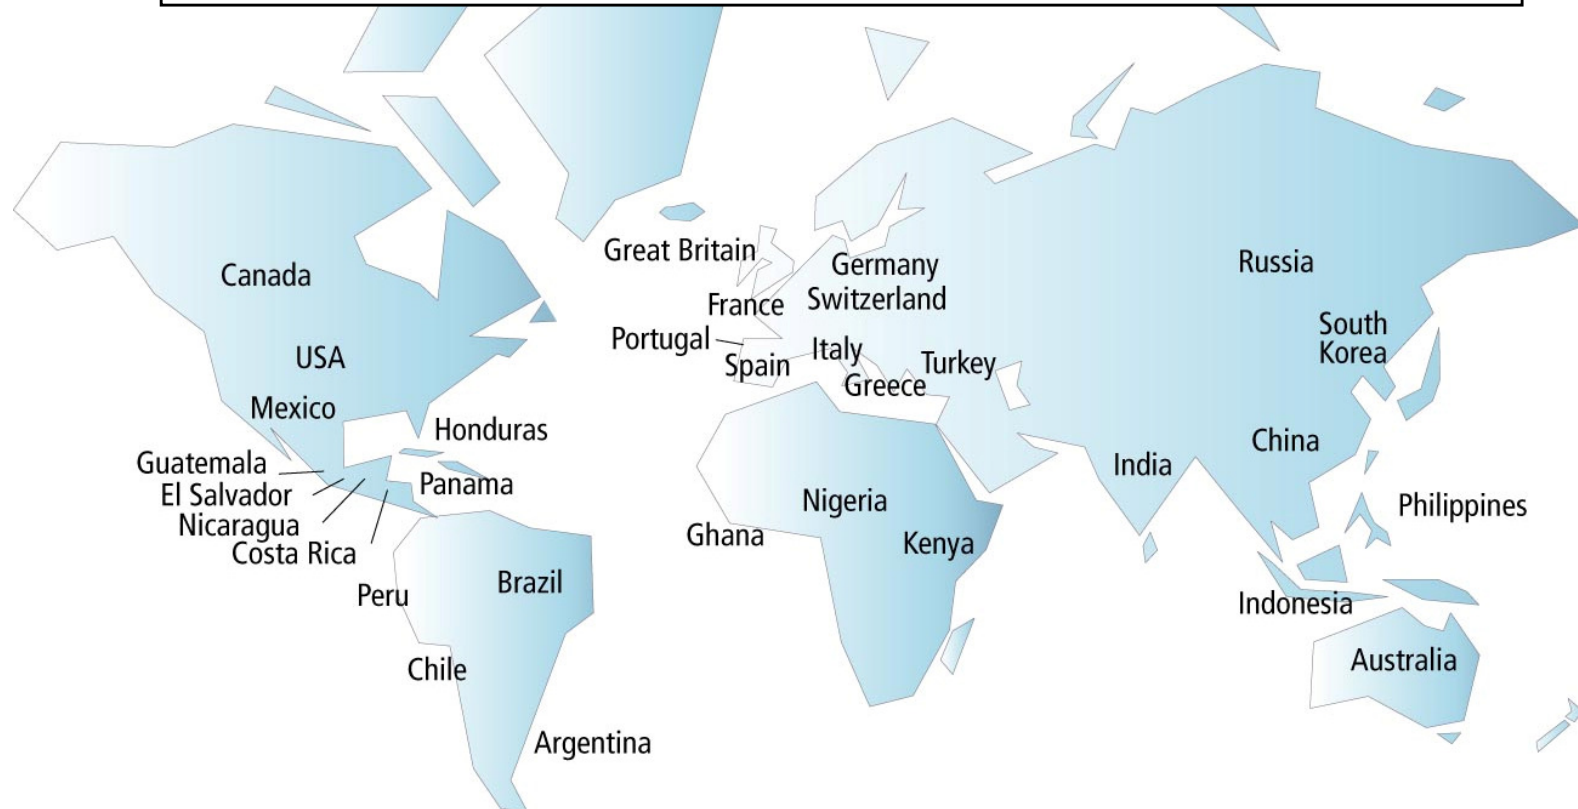 Great Britain
Canada
Germany
Russia
France
Switzerland
South
Korea
Portugal
USA
Italy
Spain
Turkey
Greece
Mexico
Honduras
China
Guatemala
India
El Salvador
Panama
Nicaragua
Nigeria
Philippines
Costa Rica
Ghana
Kenya
Peru
Brazil
Indonesia
Chile
Australia
Argentina